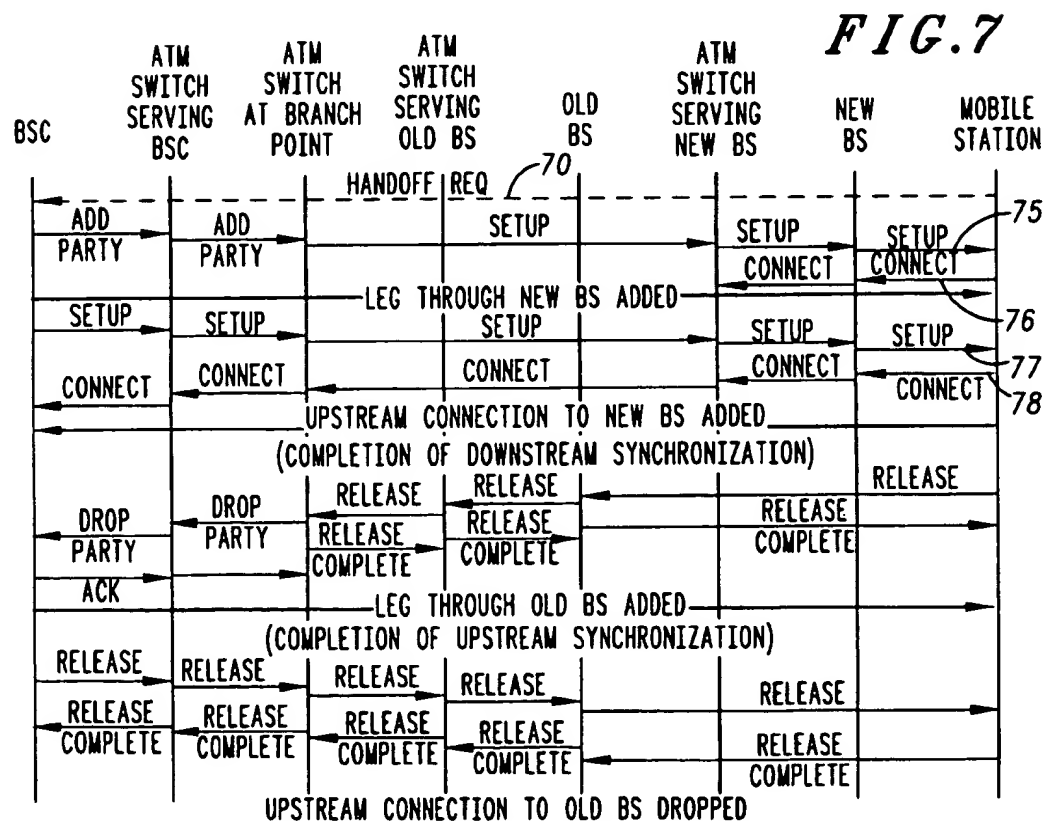 FIG.7
BSC
ATM
SWITCH
SERVING
BSC
ATM
SWITCH
AT BRANCH
POINT
ATM
SWITCH
SERVING
OLD BS
OLD
BS
ATM
SWITCH
SERVING
NEW BS
NEW
BS
MOBILE
STATION
HANDOFF REQ
70
ADD
PARTY
ADD
PARTY
SETUP
SETUP
SETUP
75
CONNECT
CONNECT
76
LEG THROUGH NEW BS ADDED
SETUP
SETUP
SETUP
SETUP
SETUP
77
CONNECT
CONNECT
CONNECT
CONNECT
CONNECT
78
UPSTREAM CONNECTION TO NEW BS ADDED
(COMPLETION OF DOWNSTREAM SYNCHRONIZATION)
RELEASE
RELEASE
RELEASE
DROP
PARTY
DROP
PARTY
RELEASE
COMPLETE
RELEASE
COMPLETE
RELEASE
COMPLETE
ACK
LEG THROUGH OLD BS ADDED
(COMPLETION OF UPSTREAM SYNCHRONIZATION)
RELEASE
RELEASE
RELEASE
RELEASE
RELEASE
RELEASE
COMPLETE
RELEASE
COMPLETE
RELEASE
COMPLETE
RELEASE
COMPLETE
RELEASE
COMPLETE
UPSTREAM CONNECTION TO OLD BS DROPPED